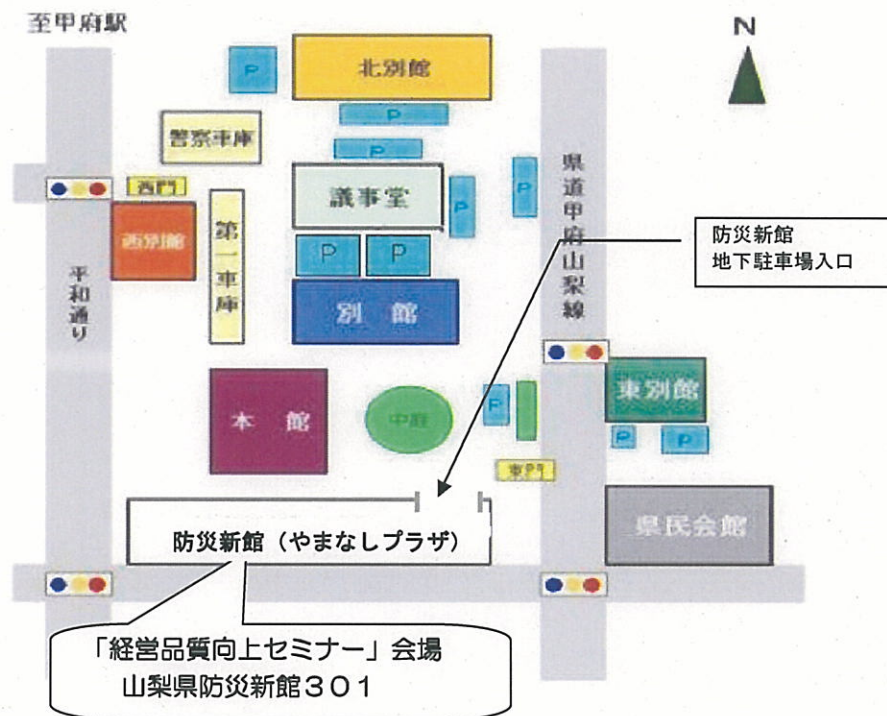 至甲府駅
N
北別館
P
P
警察車庫
P
県道甲府山梨線
西門
議事堂
P
P
西別館
第一車庫
防災新館
地下駐車場入口
P
P
平和通り
別館
東別館
本館
中庭
P
P
P
東門
県民会館
防災新館（やまなしプラザ）
「経営品質向上セミナー」会場
山梨県防災新館３０１